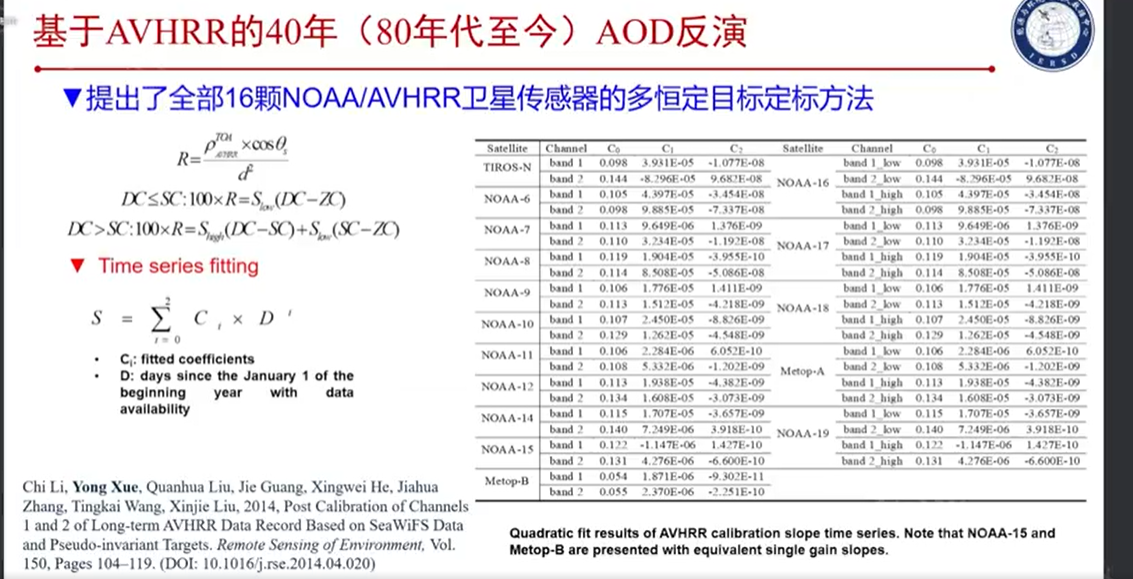 基于AVHRR的40年（80年代至今）AOD反演
▼提出了全部16颗NOAA/AVHRR卫星传感器的多恒定目标定标方法
R= ρ TOA AVHRR ×cosθs / d²
DC≤SC:100×R=Slow(DC−ZC)
DC>SC:100×R=Shigh(DC−SC)+Slow(SC−ZC)
▼ Time series fitting
S = ∑ 2 i = 0 C i × D i
• Ci: fitted coefficients
• D: days since the January 1 of the
beginning year with data
availability
Chi Li, Yong Xue, Quanhua Liu, Jie Guang, Xingwei He, Jiahua
Zhang, Tingkai Wang, Xinjie Liu, 2014, Post Calibration of Channels
1 and 2 of Long-term AVHRR Data Record Based on SeaWiFS Data
and Pseudo-invariant Targets. Remote Sensing of Environment, Vol.
150, Pages 104–119. (DOI: 10.1016/j.rse.2014.04.020)
Satellite Channel C0 C1 C2 Satellite Channel C0 C1 C2
TIROS-N band 1 0.098 3.931E-05 -1.077E-08 NOAA-16 band 1_low 0.098 3.931E-05 -1.077E-08
band 2 0.144 -8.296E-05 9.682E-08 band 2_low 0.144 -8.296E-05 9.682E-08
NOAA-6 band 1 0.105 4.397E-05 -3.454E-08 band 1_high 0.105 4.397E-05 -3.454E-08
band 2 0.098 9.885E-05 -7.337E-08 band 2_high 0.098 9.885E-05 -7.337E-08
NOAA-7 band 1 0.113 9.649E-06 1.376E-09 NOAA-17 band 1_low 0.113 9.649E-06 1.376E-09
band 2 0.110 3.234E-05 -1.192E-08 band 2_low 0.110 3.234E-05 -1.192E-08
NOAA-8 band 1 0.119 1.904E-05 -3.955E-10 band 1_high 0.119 1.904E-05 -3.955E-10
band 2 0.114 8.508E-05 -5.086E-08 band 2_high 0.114 8.508E-05 -5.086E-08
NOAA-9 band 1 0.106 1.776E-05 1.411E-09 NOAA-18 band 1_low 0.106 1.776E-05 1.411E-09
band 2 0.113 1.512E-05 -4.218E-09 band 2_low 0.113 1.512E-05 -4.218E-09
NOAA-10 band 1 0.107 2.450E-05 -8.826E-09 band 1_high 0.107 2.450E-05 -8.826E-09
band 2 0.129 1.262E-05 -4.548E-09 band 2_high 0.129 1.262E-05 -4.548E-09
NOAA-11 band 1 0.106 2.284E-06 6.052E-10 Metop-A band 1_low 0.106 2.284E-06 6.052E-10
band 2 0.108 5.332E-06 -1.202E-09 band 2_low 0.108 5.332E-06 -1.202E-09
NOAA-12 band 1 0.113 1.938E-05 -4.382E-09 band 1_high 0.113 1.938E-05 -4.382E-09
band 2 0.134 1.608E-05 -3.073E-09 band 2_high 0.134 1.608E-05 -3.073E-09
NOAA-14 band 1 0.115 1.707E-05 -3.657E-09 NOAA-19 band 1_low 0.115 1.707E-05 -3.657E-09
band 2 0.140 7.249E-06 3.918E-10 band 2_low 0.140 7.249E-06 3.918E-10
NOAA-15 band 1 0.122 -1.147E-06 1.427E-10 band 1_high 0.122 -1.147E-06 1.427E-10
band 2 0.131 4.276E-06 -6.600E-10 band 2_high 0.131 4.276E-06 -6.600E-10
Metop-B band 1 0.054 1.871E-06 -9.302E-11
band 2 0.055 2.370E-06 -2.251E-10
Quadratic fit results of AVHRR calibration slope time series. Note that NOAA-15 and
Metop-B are presented with equivalent single gain slopes.